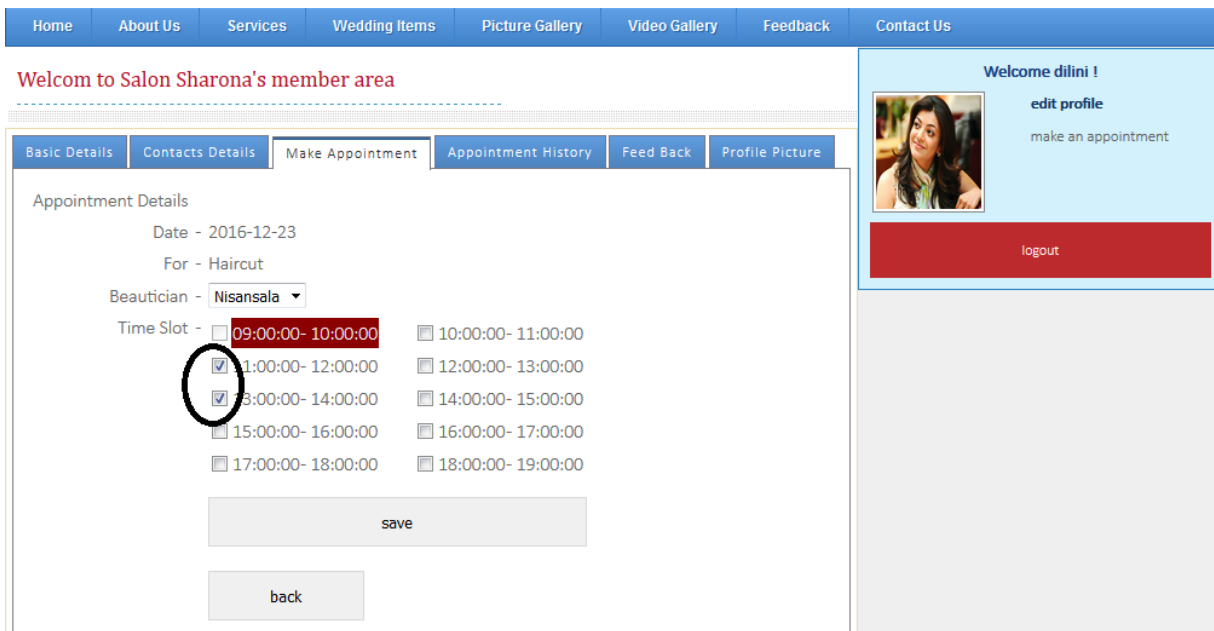 Home About Us Services Wedding Items Picture Gallery Video Gallery Feedback Contact Us
Welcom to Salon Sharona's member area
Basic Details Contacts Details Make Appointment Appointment History Feed Back Profile Picture
Appointment Details
Date - 2016-12-23
For - Haircut
Beautician - Nisansala
Time Slot - 09:00:00- 10:00:00 10:00:00- 11:00:00
11:00:00- 12:00:00 12:00:00- 13:00:00
13:00:00- 14:00:00 14:00:00- 15:00:00
15:00:00- 16:00:00 16:00:00- 17:00:00
17:00:00- 18:00:00 18:00:00- 19:00:00
save
back
Welcome dilini !
edit profile
make an appointment
logout